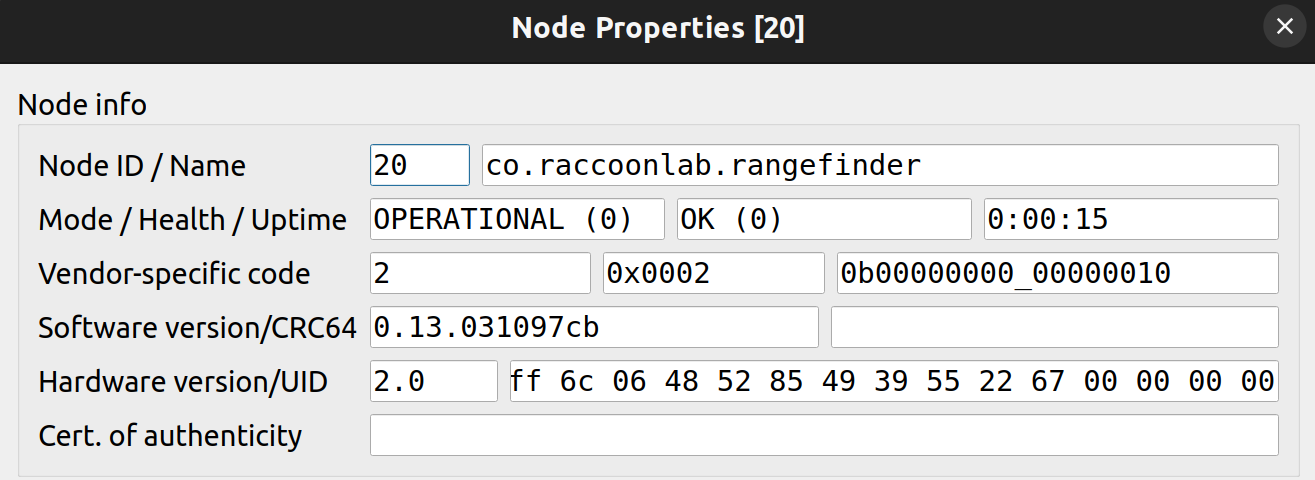 Node Properties [20]
Node info
Node ID / Name 20 co.raccoonlab.rangefinder
Mode / Health / Uptime OPERATIONAL (0) OK (0) 0:00:15
Vendor-specific code 2 0x0002 0b00000000_00000010
Software version/CRC64 0.13.031097cb
Hardware version/UID 2.0 ff 6c 06 48 52 85 49 39 55 22 67 00 00 00 00
Cert. of authenticity